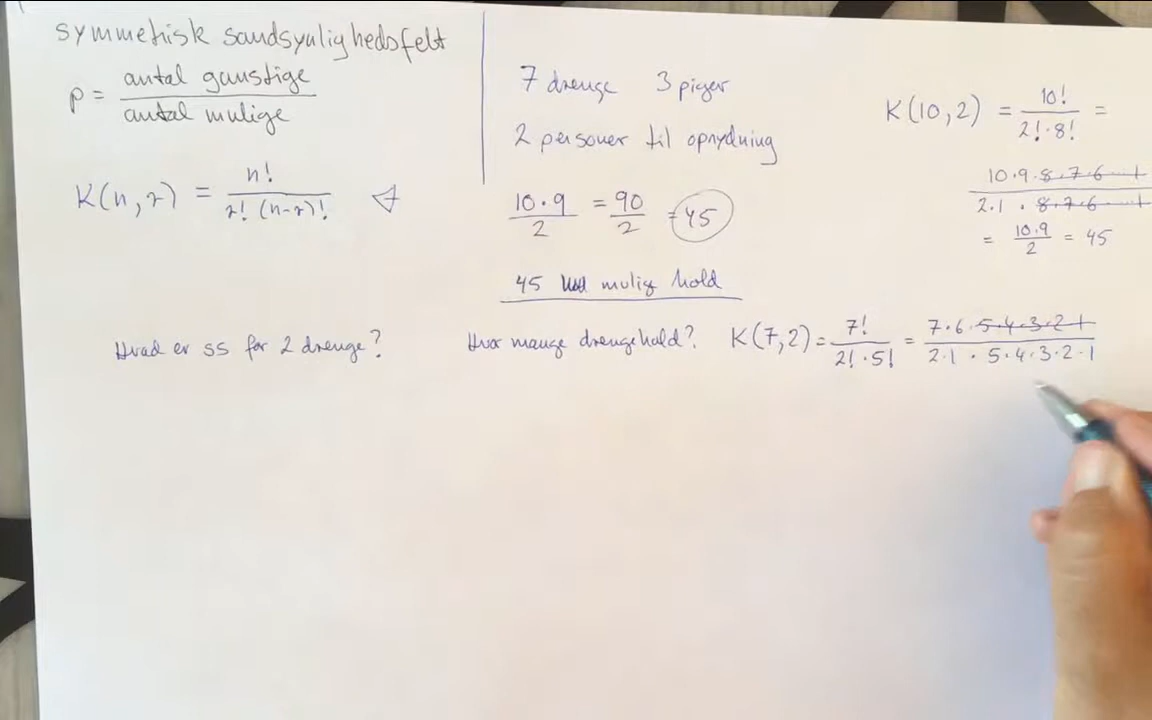 symmetrisk sandsynlighedsfelt
p = antal gunstige / antal mulige
K(n,r) = n! / r! (n-r)!
7 drenge 3 piger
2 personer til oprydning
10·9 / 2 = 90 / 2 = 45
45 mulig hold
K(10,2) = 10! / 2!·8! =
10·9·8·7·6 ... 1 / 2·1 · 8·7·6 ... 1
= 10·9 / 2 = 45
Hvad er ss for 2 drenge?
Hvor mange drengehold? K(7,2) = 7! / 2!·5! = 7·6·5·4·3·2·1 / 2·1 · 5·4·3·2·1